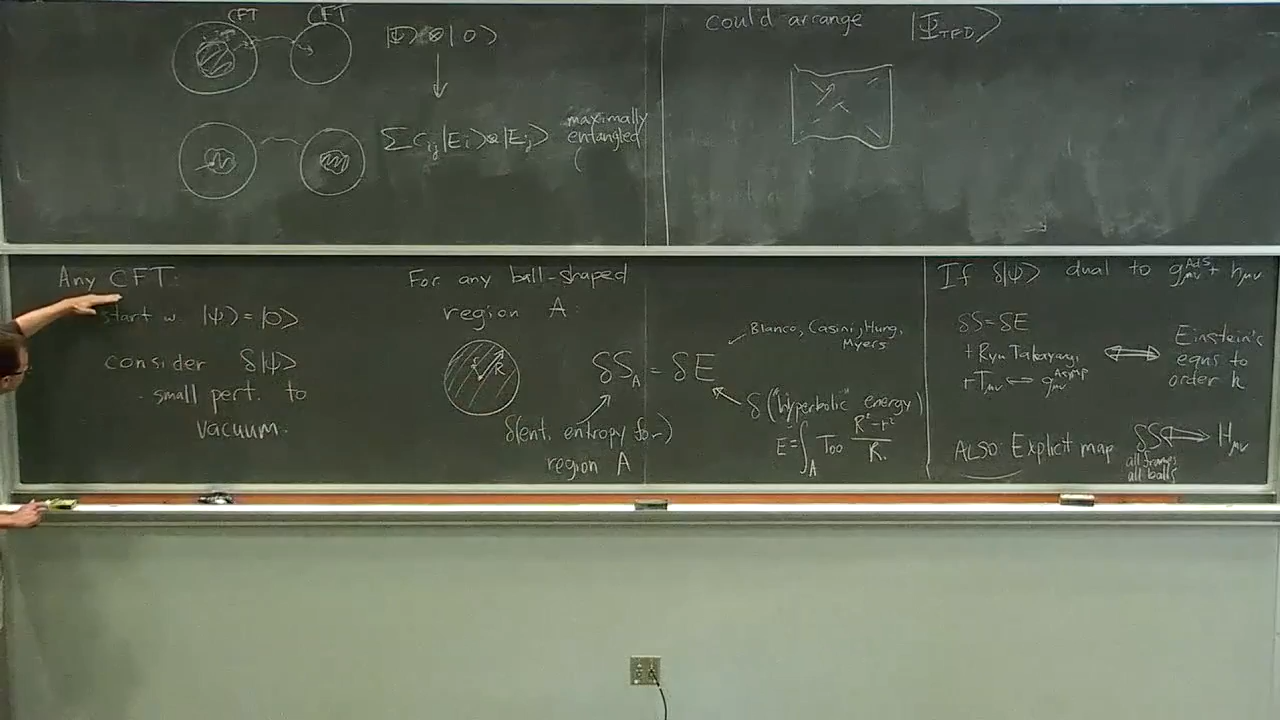 CFT CFT
|Ψ⟩⊗|0⟩
∑ C_ij |E_i⟩⊗|E_j⟩ maximally
entangled
could arrange |Ψ_TFD⟩
Any CFT:
start w. |Ψ⟩=|0⟩
consider δ|Ψ⟩
small pert. to
vacuum.
For any ball-shaped
region A:
r R
δS_A = δE
Blanco, Casini, Hung,
Myers
δ(ent. entropy for)
region A
δ("hyperbolic" energy)
E=∫_A T_00 (R²-r²)/R.
If δ|Ψ⟩ dual to g_μν^AdS + h_μν
δS=δE
+Ryu Takayanagi
+T_μν ↔ g_μν^Asymp
⟺
Einstein's
eqns to
order h
ALSO: Explicit map δS ⟺ H_μν
all frames
all balls